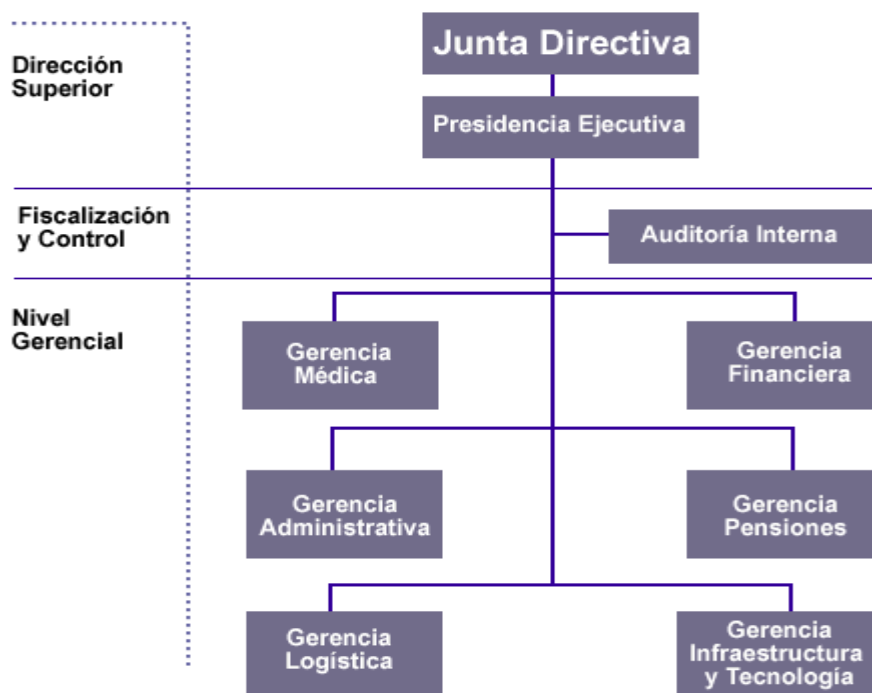 Junta Directiva
Dirección
Superior
Presidencia Ejecutiva
Fiscalización
y Control
Auditoría Interna
Nivel
Gerencial
Gerencia
Médica
Gerencia
Financiera
Gerencia
Administrativa
Gerencia
Pensiones
Gerencia
Logística
Gerencia
Infraestructura
y Tecnología